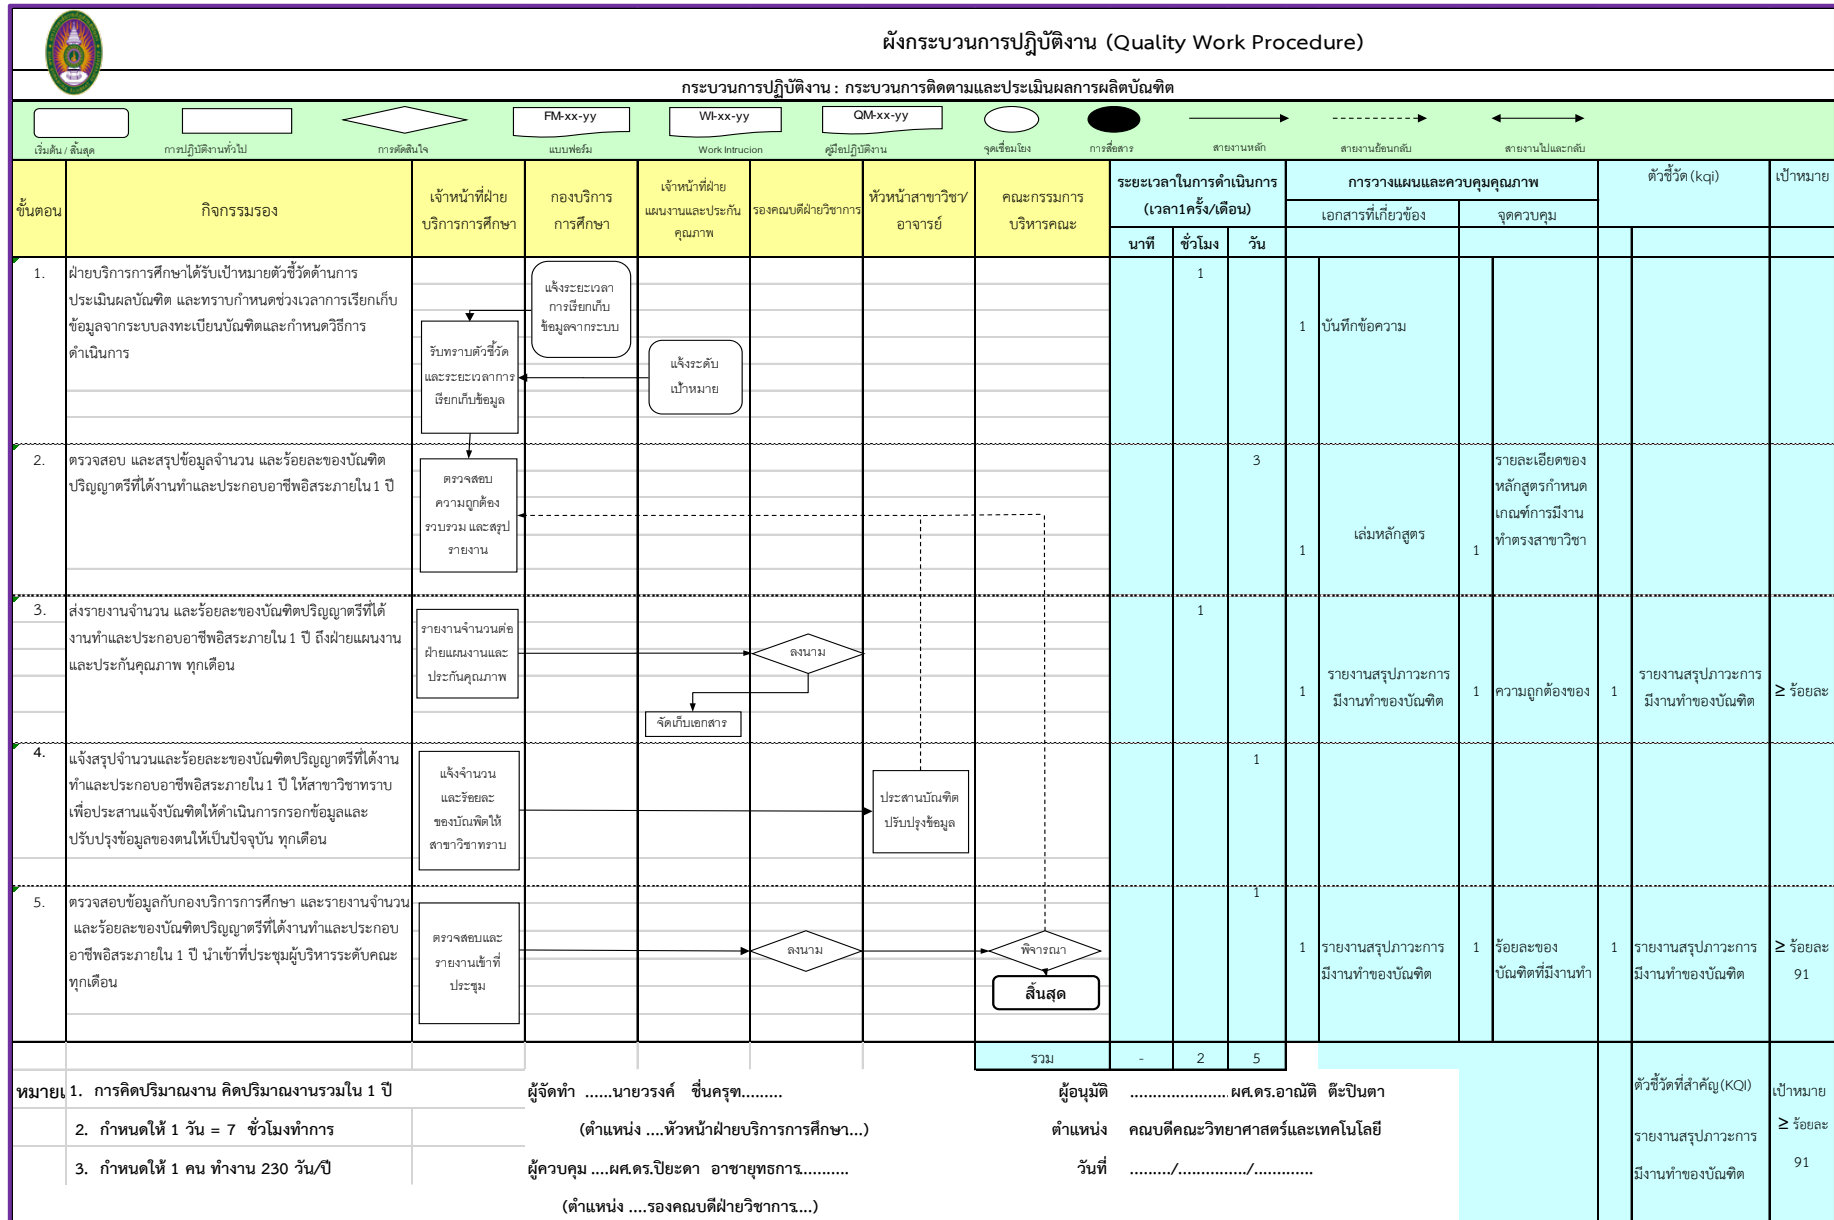 ผังกระบวนการปฏิบัติงาน (Quality Work Procedure)
กระบวนการปฏิบัติงาน : กระบวนการติดตามและประเมินผลการผลิตบัณฑิต
FM-xx-yy
WI-xx-yy
QM-xx-yy
เริ่มต้น / สิ้นสุด
การปฏิบัติงานทั่วไป
การตัดสินใจ
แบบฟอร์ม
Work Intrucion
คู่มือปฏิบัติงาน
จุดเชื่อมโยง
การสื่อสาร
สายงานหลัก
สายงานย้อนกลับ
สายงานไปและกลับ
ขั้นตอน
กิจกรรมรอง
เจ้าหน้าที่ฝ่าย
บริการการศึกษา
กองบริการ
การศึกษา
เจ้าหน้าที่ฝ่าย
แผนงานและประกัน
คุณภาพ
รองคณบดีฝ่ายวิชาการ
หัวหน้าสาขาวิชา/
อาจารย์
คณะกรรมการ
บริหารคณะ
ระยะเวลาในการดำเนินการ
(เวลา1ครั้ง/เดือน)
นาที
ชั่วโมง
วัน
การวางแผนและควบคุมคุณภาพ
เอกสารที่เกี่ยวข้อง
จุดควบคุม
ตัวชี้วัด (kqi)
เป้าหมาย
1.
ฝ่ายบริการการศึกษาได้รับเป้าหมายตัวชี้วัดด้านการ
ประเมินผลบัณฑิต และทราบกำหนดช่วงเวลาการเรียกเก็บ
ข้อมูลจากระบบลงทะเบียนบัณฑิตและกำหนดวิธีการ
ดำเนินการ
แจ้งระยะเวลา
การเรียกเก็บ
ข้อมูลจากระบบ
รับทราบตัวชี้วัด
และระยะเวลาการ
เรียกเก็บข้อมูล
แจ้งระดับ
เป้าหมาย
1
1 บันทึกข้อความ
2.
ตรวจสอบ และสรุปข้อมูลจำนวน และร้อยละของบัณฑิต
ปริญญาตรีที่ได้งานทำและประกอบอาชีพอิสระภายใน 1 ปี
ตรวจสอบ
ความถูกต้อง
รวบรวม และสรุป
รายงาน
3
1 เล่มหลักสูตร
1
รายละเอียดของ
หลักสูตรกำหนด
เกณฑ์การมีงาน
ทำตรงสาขาวิชา
3.
ส่งรายงานจำนวน และร้อยละของบัณฑิตปริญญาตรีที่ได้
งานทำและประกอบอาชีพอิสระภายใน 1 ปี ถึงฝ่ายแผนงาน
และประกันคุณภาพ ทุกเดือน
รายงานจำนวนต่อ
ฝ่ายแผนงานและ
ประกันคุณภาพ
ลงนาม
จัดเก็บเอกสาร
1
1
รายงานสรุปภาวะการ
มีงานทำของบัณฑิต
1 ความถูกต้องของ
1
รายงานสรุปภาวะการ
มีงานทำของบัณฑิต
≥ ร้อยละ
4.
แจ้งสรุปจำนวนและร้อยละะของบัณฑิตปริญญาตรีที่ได้งาน
ทำและประกอบอาชีพอิสระภายใน 1 ปี ให้สาขาวิชาทราบ
เพื่อประสานแจ้งบัณฑิตให้ดำเนินการกรอกข้อมูลและ
ปรับปรุงข้อมูลของตนให้เป็นปัจจุบัน ทุกเดือน
แจ้งจำนวน
และร้อยละ
ของบัณฑิตให้
สาขาวิชาทราบ
ประสานบัณฑิต
ปรับปรุงข้อมูล
1
5.
ตรวจสอบข้อมูลกับกองบริการการศึกษา และรายงานจำนวน
และร้อยละของบัณฑิตปริญญาตรีที่ได้งานทำและประกอบ
อาชีพอิสระภายใน 1 ปี นำเข้าที่ประชุมผู้บริหารระดับคณะ
ทุกเดือน
ตรวจสอบและ
รายงานเข้าที่
ประชุม
ลงนาม
พิจารณา
สิ้นสุด
1
1 รายงานสรุปภาวะการ
มีงานทำของบัณฑิต
1 ร้อยละของ
บัณฑิตที่มีงานทำ
1 รายงานสรุปภาวะการ
มีงานทำของบัณฑิต
≥ ร้อยละ
91
รวม - 2 5
หมายเ 1. การคิดปริมาณงาน คิดปริมาณงานรวมใน 1 ปี
2. กำหนดให้ 1 วัน = 7 ชั่วโมงทำการ
3. กำหนดให้ 1 คน ทำงาน 230 วัน/ปี
ผู้จัดทำ ......นายวรงค์ ชื่นครุฑ.........
(ตำแหน่ง ....หัวหน้าฝ่ายบริการการศึกษา...)
ผู้ควบคุม ....ผศ.ดร.ปิยะดา อาชายุทธการ..........
(ตำแหน่ง ....รองคณบดีฝ่ายวิชาการ....)
ผู้อนุมัติ ...................... ผศ.ดร.อาณัติ ต๊ะปินตา
ตำแหน่ง คณบดีคณะวิทยาศาสตร์และเทคโนโลยี
วันที่ ........./.............../.............
ตัวชี้วัดที่สำคัญ(KQI)
รายงานสรุปภาวะการ
มีงานทำของบัณฑิต
เป้าหมาย
≥ ร้อยละ
91